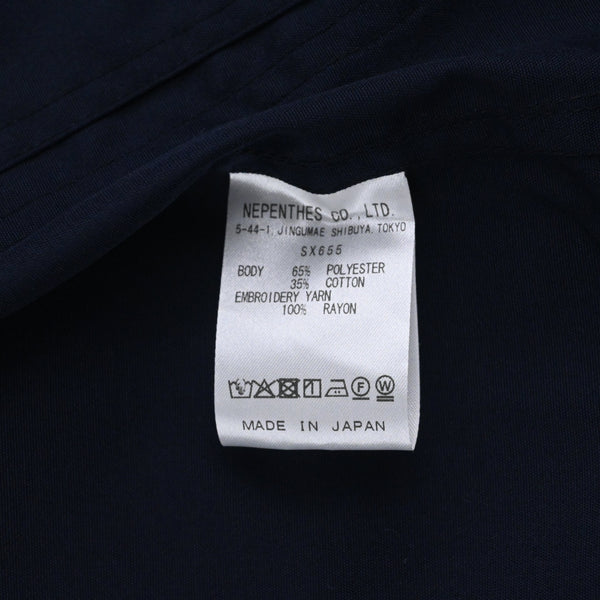 NEPENTHES CO.,LTD.
5-44-1, JINGUMAE SHIBUYA, TOKYO
SX655
BODY 65% POLYESTER
35% COTTON
EMBROIDERY YARN
100% RAYON
F W
MADE IN JAPAN